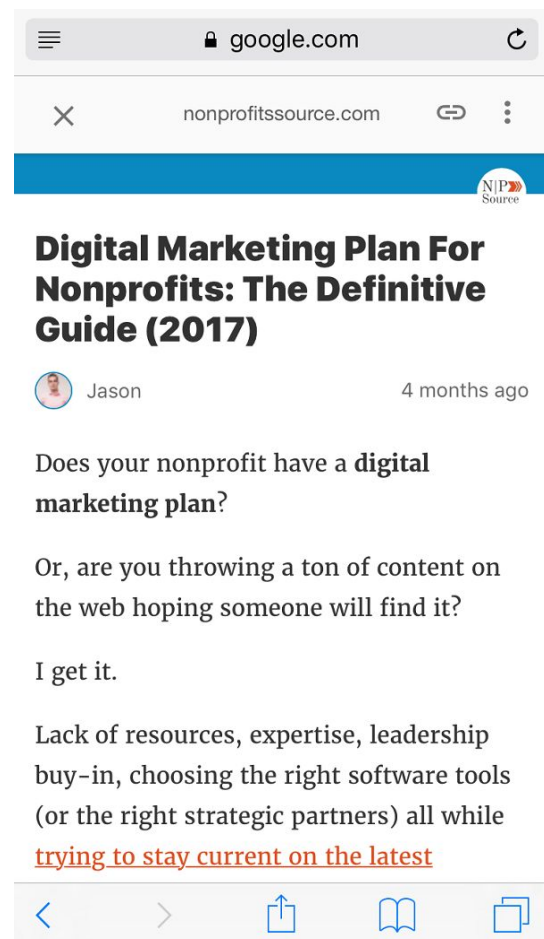 google.com
nonprofitssource.com
N|P
Source
Digital Marketing Plan For
Nonprofits: The Definitive
Guide (2017)
Jason
4 months ago
Does your nonprofit have a digital
marketing plan?
Or, are you throwing a ton of content on
the web hoping someone will find it?
I get it.
Lack of resources, expertise, leadership
buy-in, choosing the right software tools
(or the right strategic partners) all while
trying to stay current on the latest